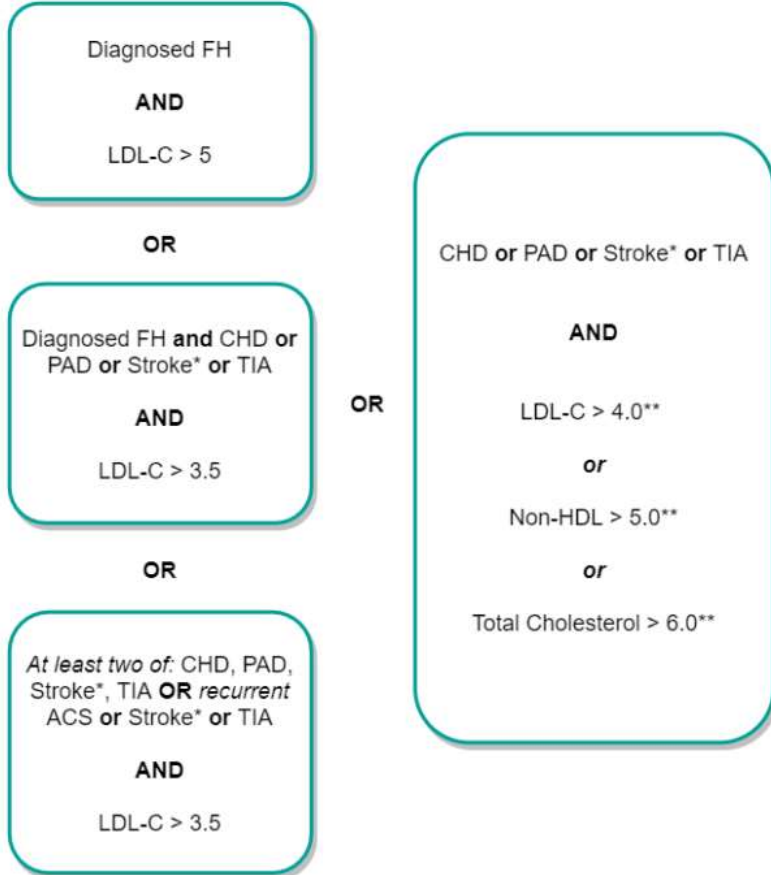 Diagnosed FH
AND
LDL-C > 5
OR
Diagnosed FH and CHD or
PAD or Stroke* or TIA
AND
LDL-C > 3.5
OR
At least two of: CHD, PAD,
Stroke*, TIA OR recurrent
ACS or Stroke* or TIA
AND
LDL-C > 3.5
OR
CHD or PAD or Stroke* or TIA
AND
LDL-C > 4.0**
or
Non-HDL > 5.0**
or
Total Cholesterol > 6.0**